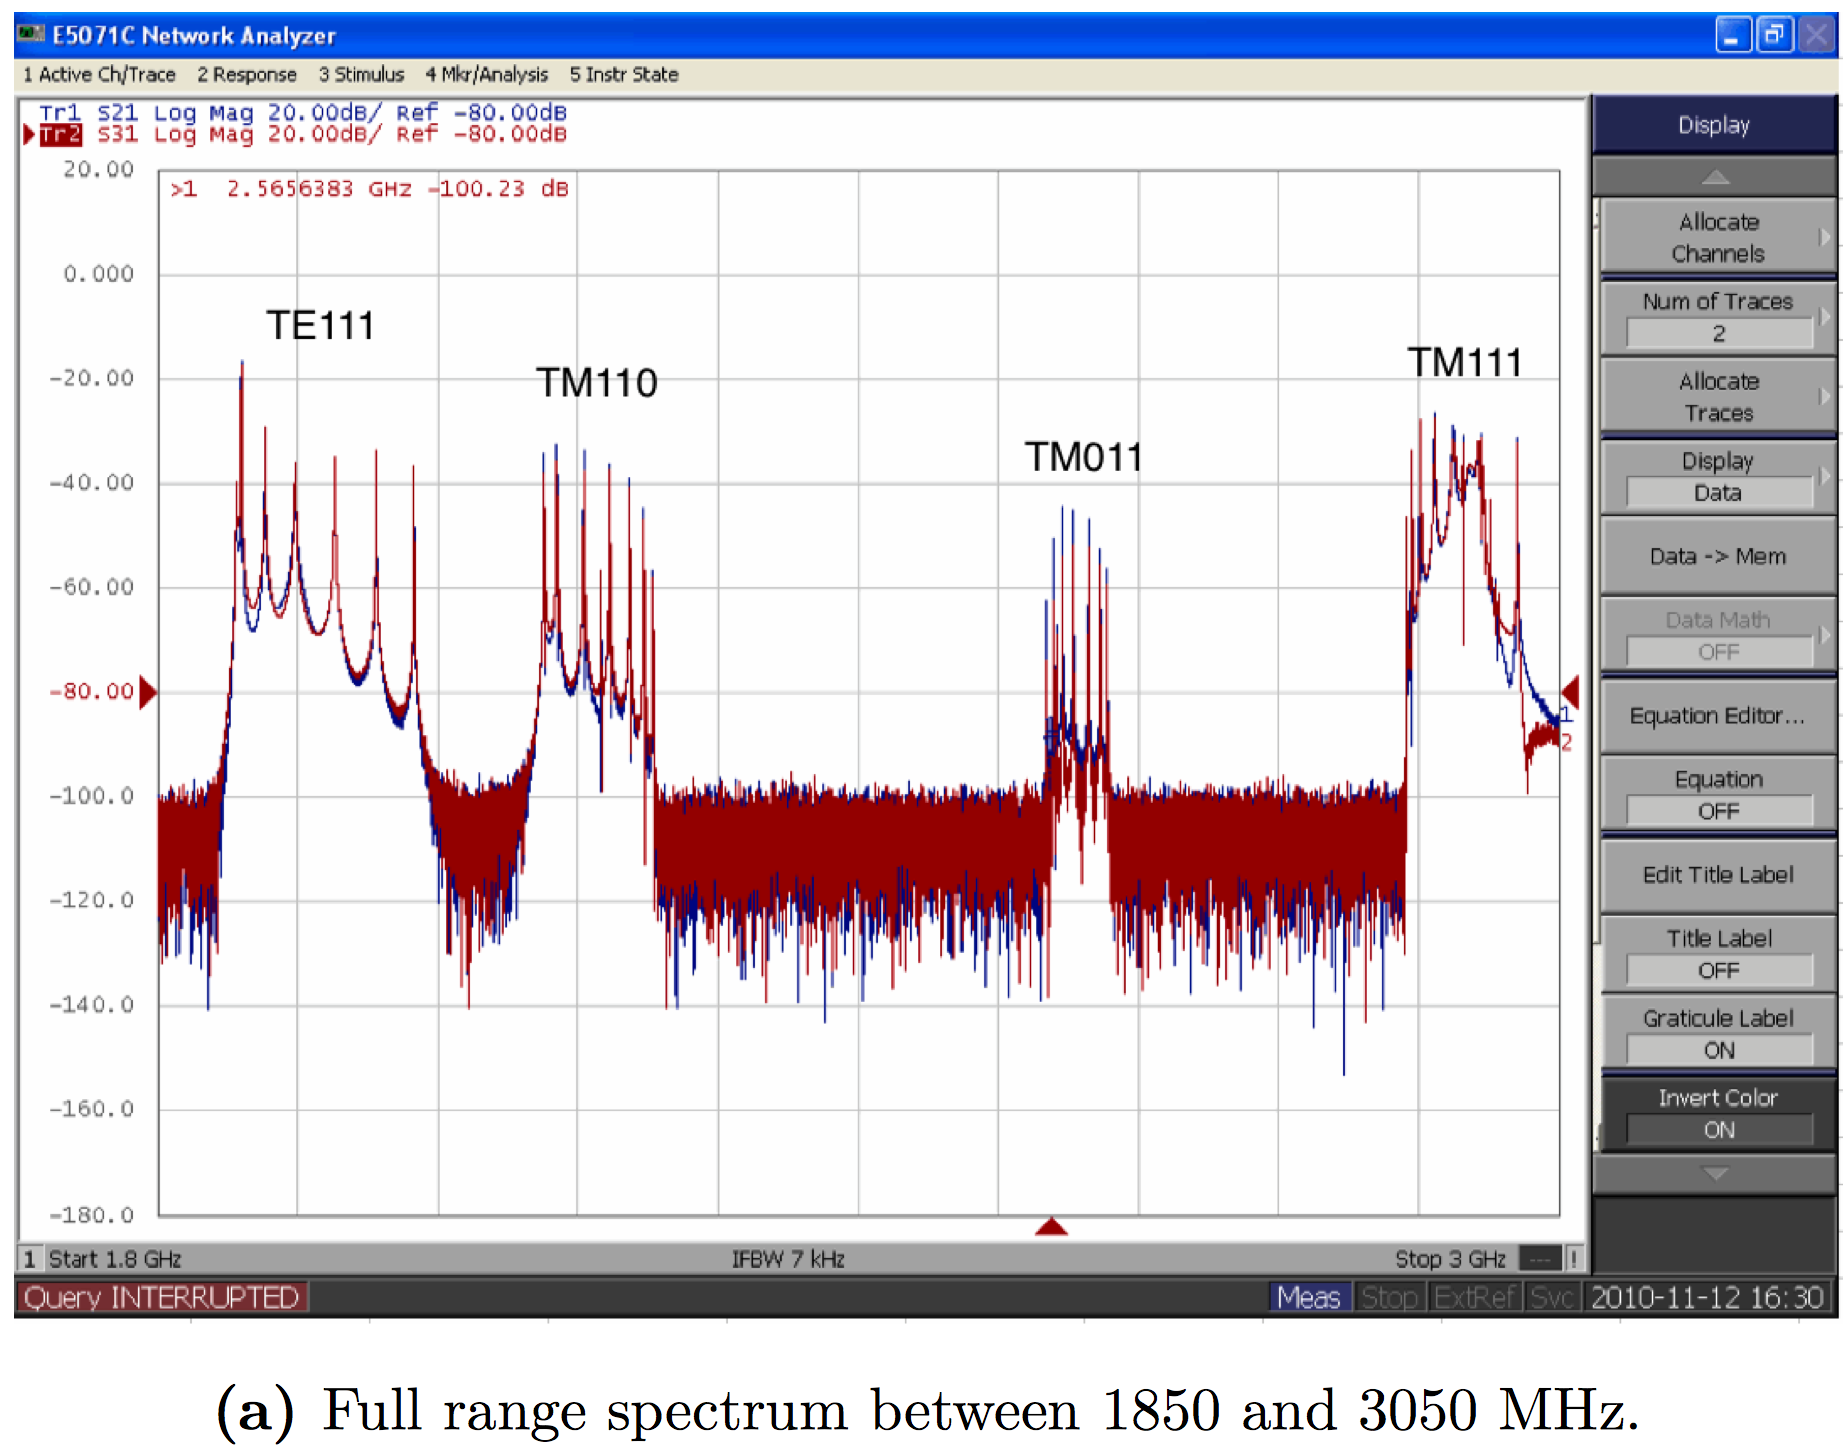 E5071C Network Analyzer
1 Active Ch/Trace 2 Response 3 Stimulus 4 Mkr/Analysis 5 Instr State
Tr1 S21 Log Mag 20.00dB/ Ref -80.00dB
Tr2 S31 Log Mag 20.00dB/ Ref -80.00dB
>1 2.5656383 GHz -100.23 dB
20.00
0.000
-20.00
-40.00
-60.00
-80.00
-100.0
-120.0
-140.0
-160.0
-180.0
TE111
TM110
TM011
TM111
1
2
1 Start 1.8 GHz IFBW 7 kHz Stop 3 GHz --- !
Query INTERRUPTED Meas Stop ExtRef Svc 2010-11-12 16:30
Display
Allocate
Channels
Num of Traces
2
Allocate
Traces
Display
Data
Data -> Mem
Data Math
OFF
Equation Editor...
Equation
OFF
Edit Title Label
Title Label
OFF
Graticule Label
ON
Invert Color
ON
(a) Full range spectrum between 1850 and 3050 MHz.